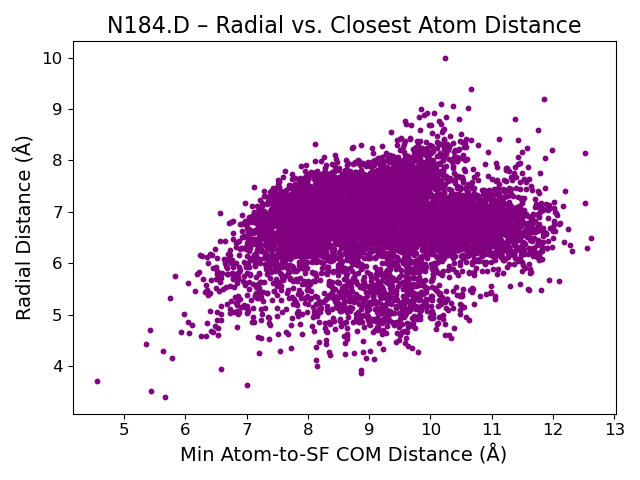 N184.D – Radial vs. Closest Atom Distance
Radial Distance (Å)
10
9
8
7
6
5
4
5 6 7 8 9 10 11 12 13
Min Atom-to-SF COM Distance (Å)